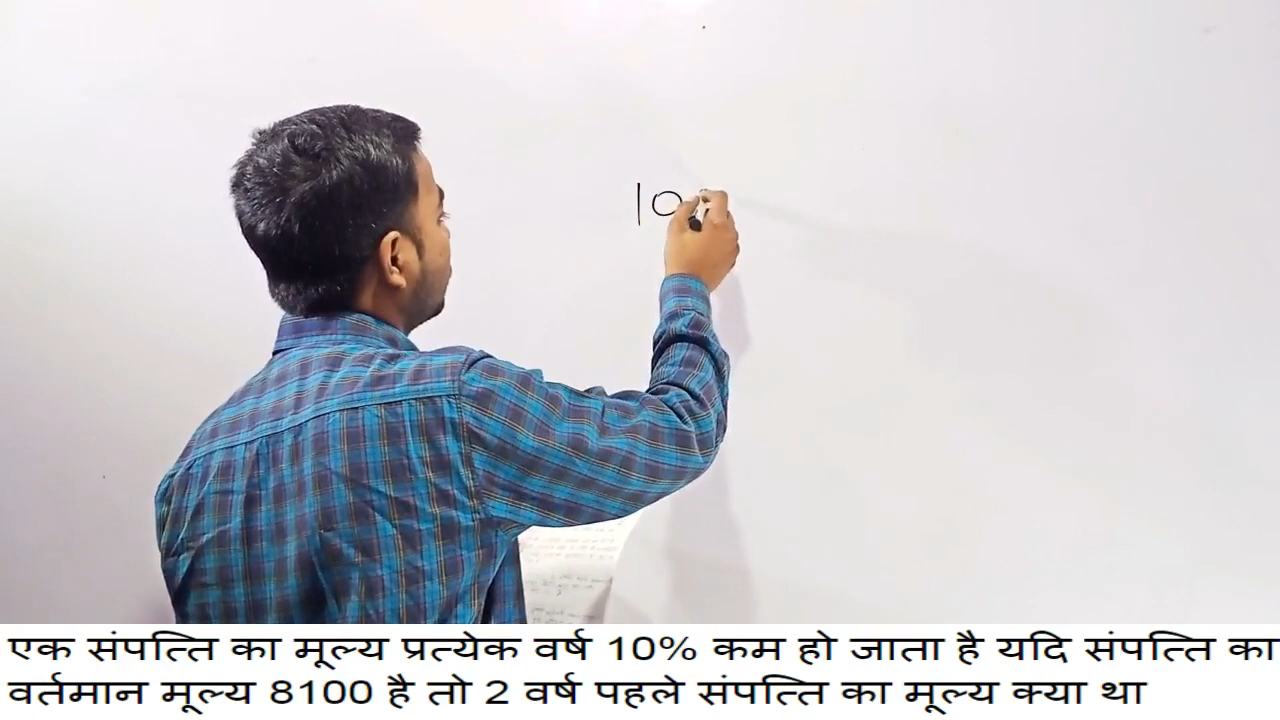 10
एक संपत्ति का मूल्य प्रत्येक वर्ष 10% कम हो जाता है यदि संपत्ति का
वर्तमान मूल्य 8100 है तो 2 वर्ष पहले संपत्ति का मूल्य क्या था